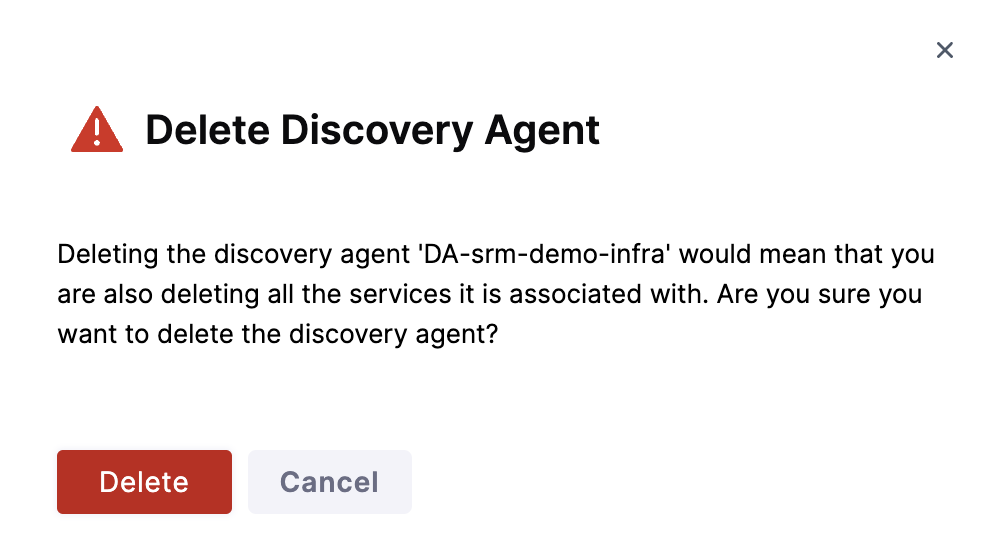 Delete Discovery Agent
Deleting the discovery agent 'DA-srm-demo-infra' would mean that you
are also deleting all the services it is associated with. Are you sure you
want to delete the discovery agent?
Delete
Cancel